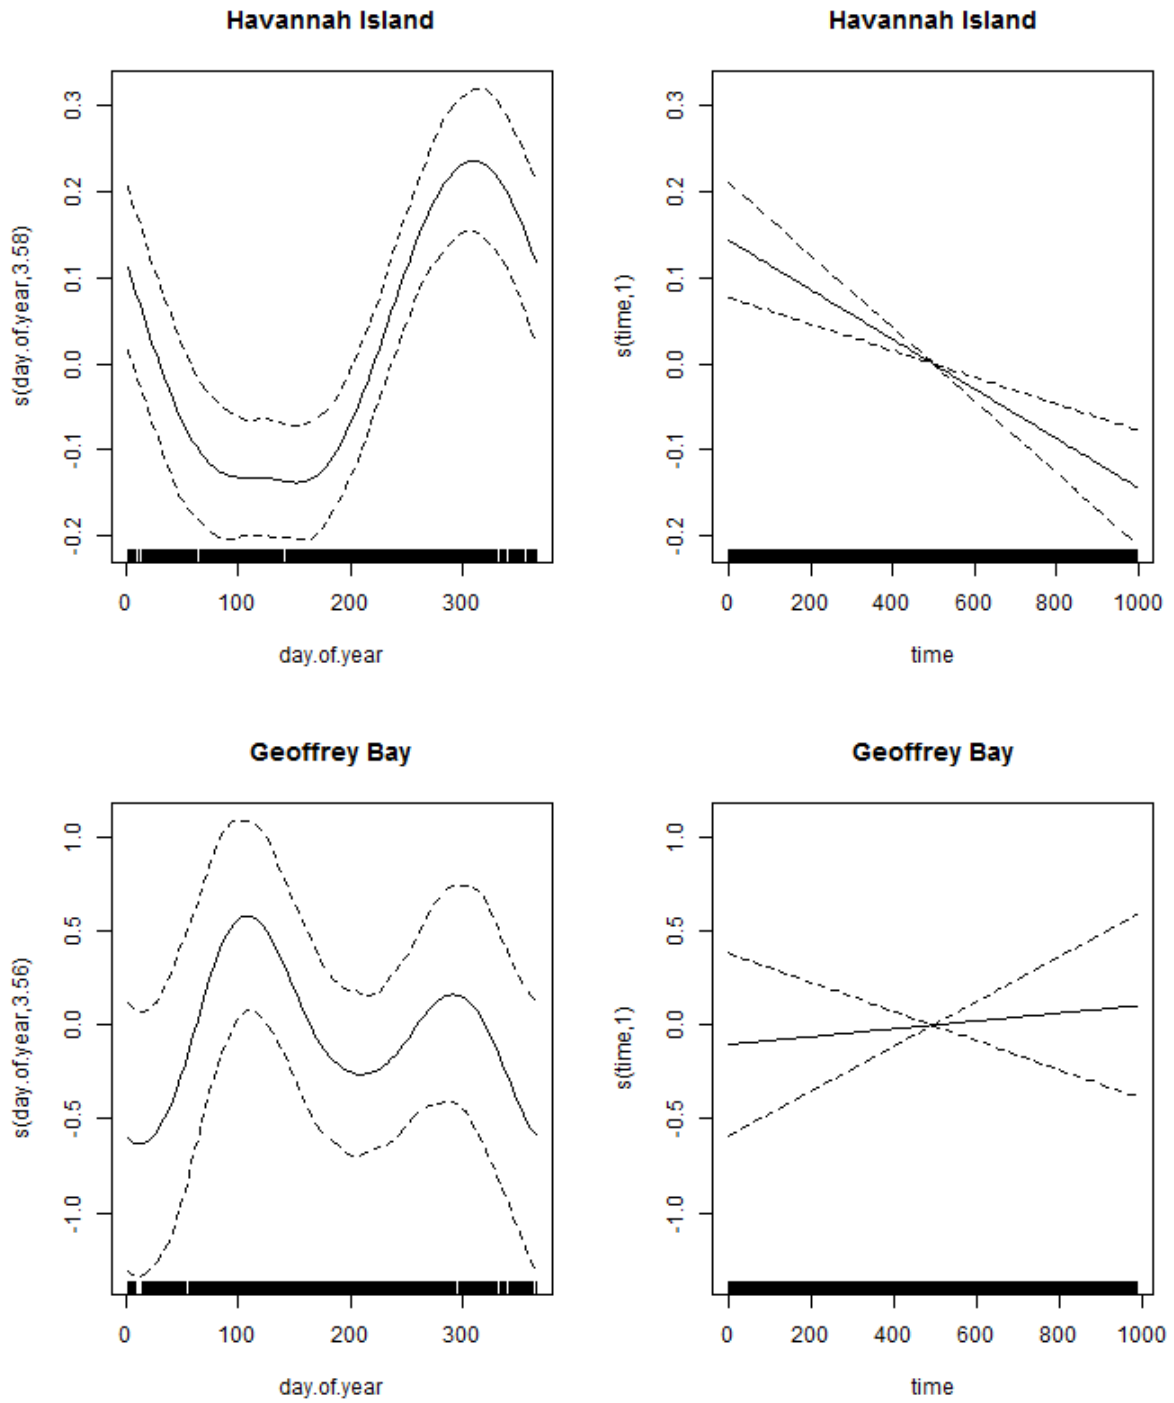 Havannah Island
s(day.of.year,3.58)
0.3
0.2
0.1
0.0
-0.1
-0.2
0 100 200 300
day.of.year
Havannah Island
s(time,1)
0.3
0.2
0.1
0.0
-0.1
-0.2
0 200 400 600 800 1000
time
Geoffrey Bay
s(day.of.year,3.56)
1.0
0.5
0.0
-0.5
-1.0
0 100 200 300
day.of.year
Geoffrey Bay
s(time,1)
1.0
0.5
0.0
-0.5
-1.0
0 200 400 600 800 1000
time